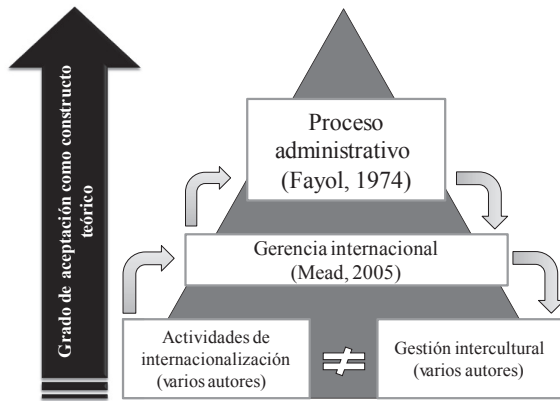 Grado de aceptación como constructo
teórico
Proceso
administrativo
(Fayol, 1974)
Gerencia internacional
(Mead, 2005)
Actividades de
internacionalización
(varios autores)
≠
Gestión intercultural
(varios autores)